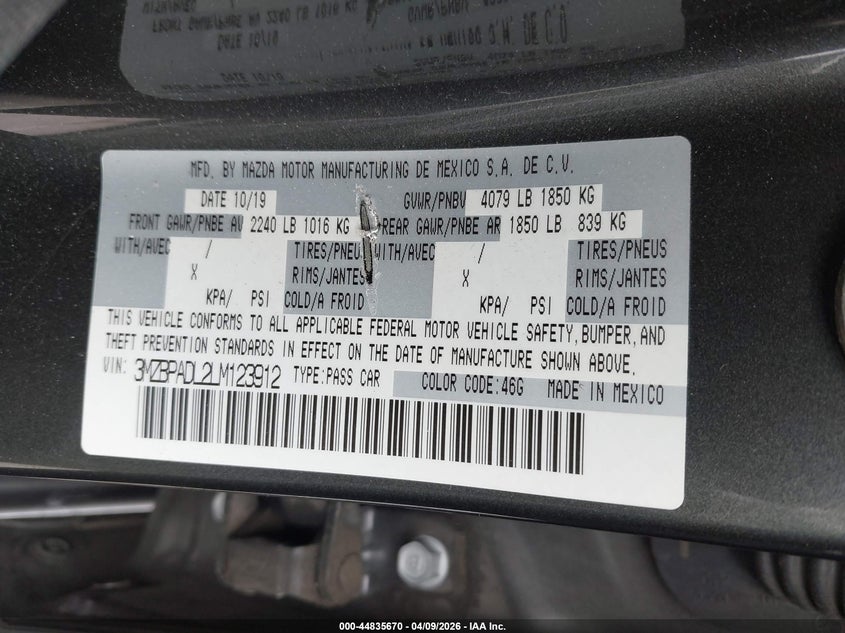 MFD. BY MAZDA MOTOR MANUFACTURING DE MEXICO S.A. DE C.V.
DATE 10/19 GVWR/PNBV 4079 LB 1850 KG
FRONT GAWR/PNBE AV 2240 LB 1016 KG REAR GAWR/PNBE AR 1850 LB 839 KG
WITH/AVEC / TIRES/PNEU WITH/AVEC / TIRES/PNEUS
X RIMS/JANTES X RIMS/JANTES
KPA/ PSI COLD/A FROID KPA/ PSI COLD/A FROID
THIS VEHICLE CONFORMS TO ALL APPLICABLE FEDERAL MOTOR VEHICLE SAFETY, BUMPER, AND
THEFT PREVENTION STANDARDS IN EFFECT ON THE DATE OF MANUFACTURE SHOWN ABOVE.
VIN: 3MZBPADL2LM123912 TYPE:PASS CAR COLOR CODE:46G MADE IN MEXICO
000-44835670 | 04/09/2026 | IAA Inc.